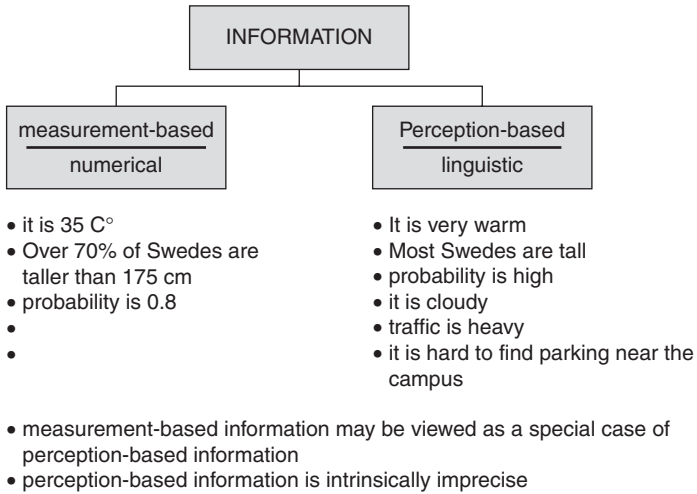 INFORMATION
measurement-based
numerical
Perception-based
linguistic
• it is 35 C°
• Over 70% of Swedes are
taller than 175 cm
• probability is 0.8
•
•
• It is very warm
• Most Swedes are tall
• probability is high
• it is cloudy
• traffic is heavy
• it is hard to find parking near the
campus
• measurement-based information may be viewed as a special case of
perception-based information
• perception-based information is intrinsically imprecise